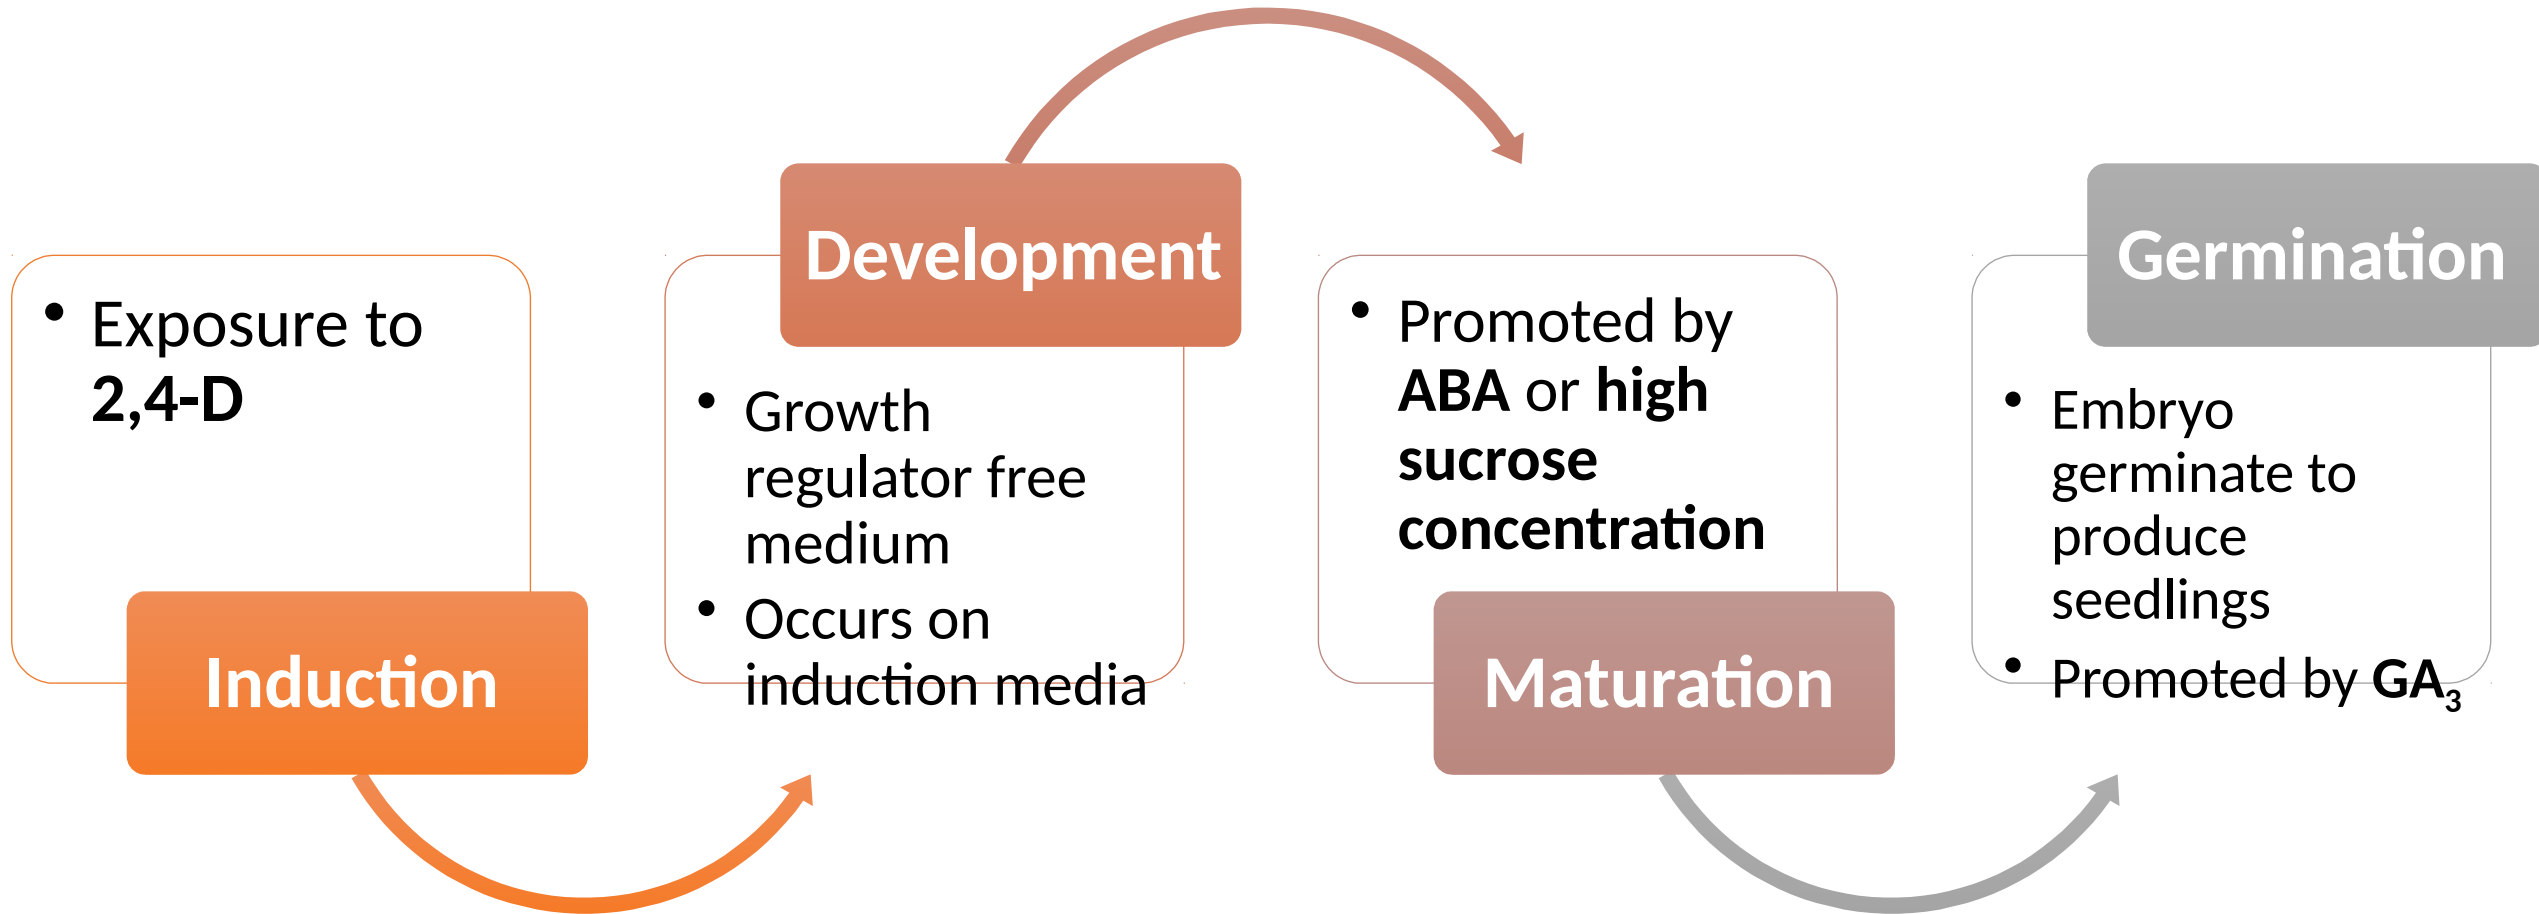 • Exposure to
2,4-D
Induction
Development
• Growth
regulator free
medium
• Occurs on
induction media
• Promoted by
ABA or high
sucrose
concentration
Maturation
Germination
• Embryo
germinate to
produce
seedlings
• Promoted by GA₃